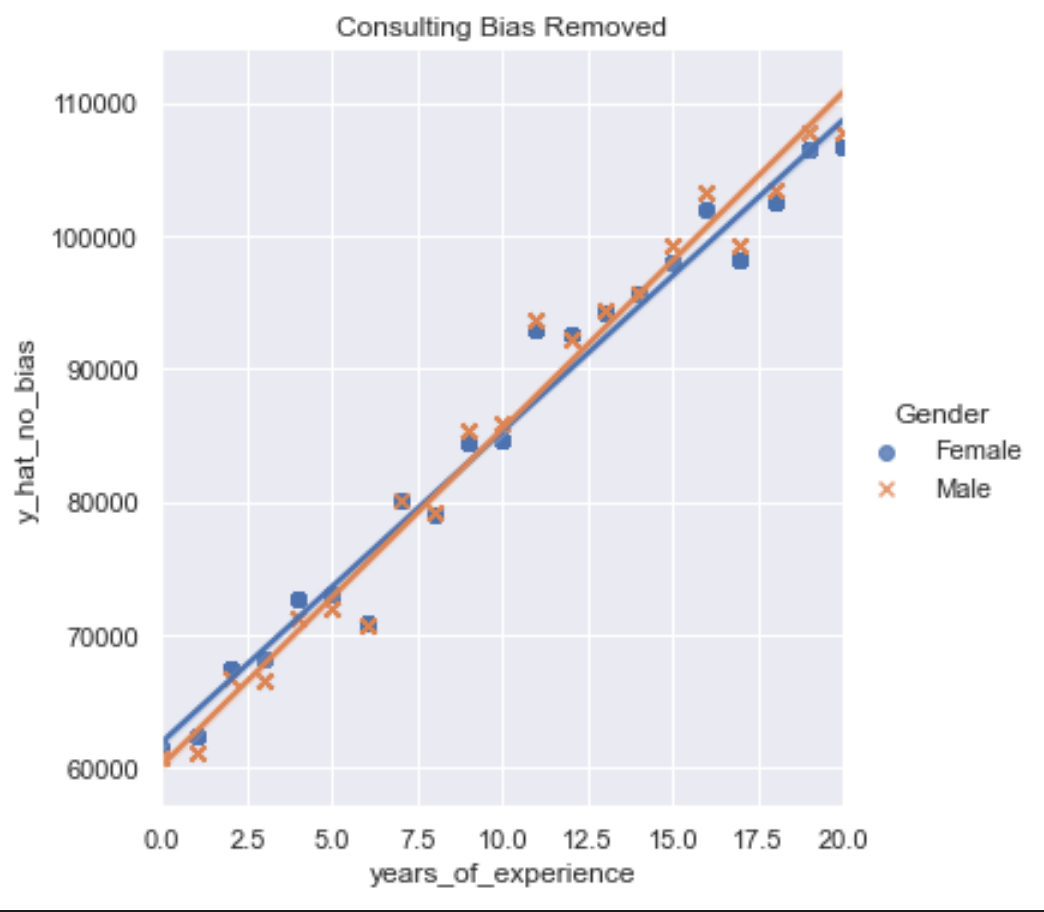 Consulting Bias Removed
110000
100000
90000
80000
70000
60000
y_hat_no_bias
0.0 2.5 5.0 7.5 10.0 12.5 15.0 17.5 20.0
years_of_experience
Gender
Female
Male